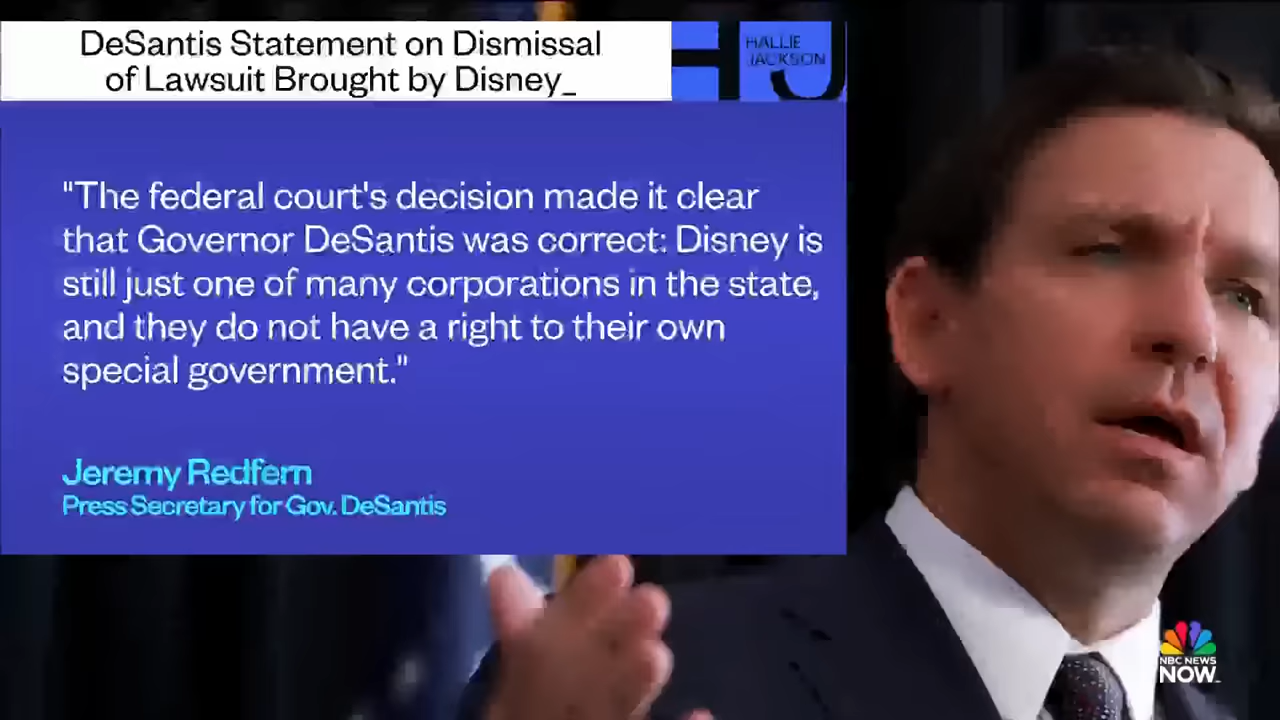 DeSantis Statement on Dismissal
of Lawsuit Brought by Disney_
HALLIE
JACKSON
"The federal court's decision made it clear
that Governor DeSantis was correct: Disney is
still just one of many corporations in the state,
and they do not have a right to their own
special government."
Jeremy Redfern
Press Secretary for Gov. DeSantis
NBC NEWS
NOW